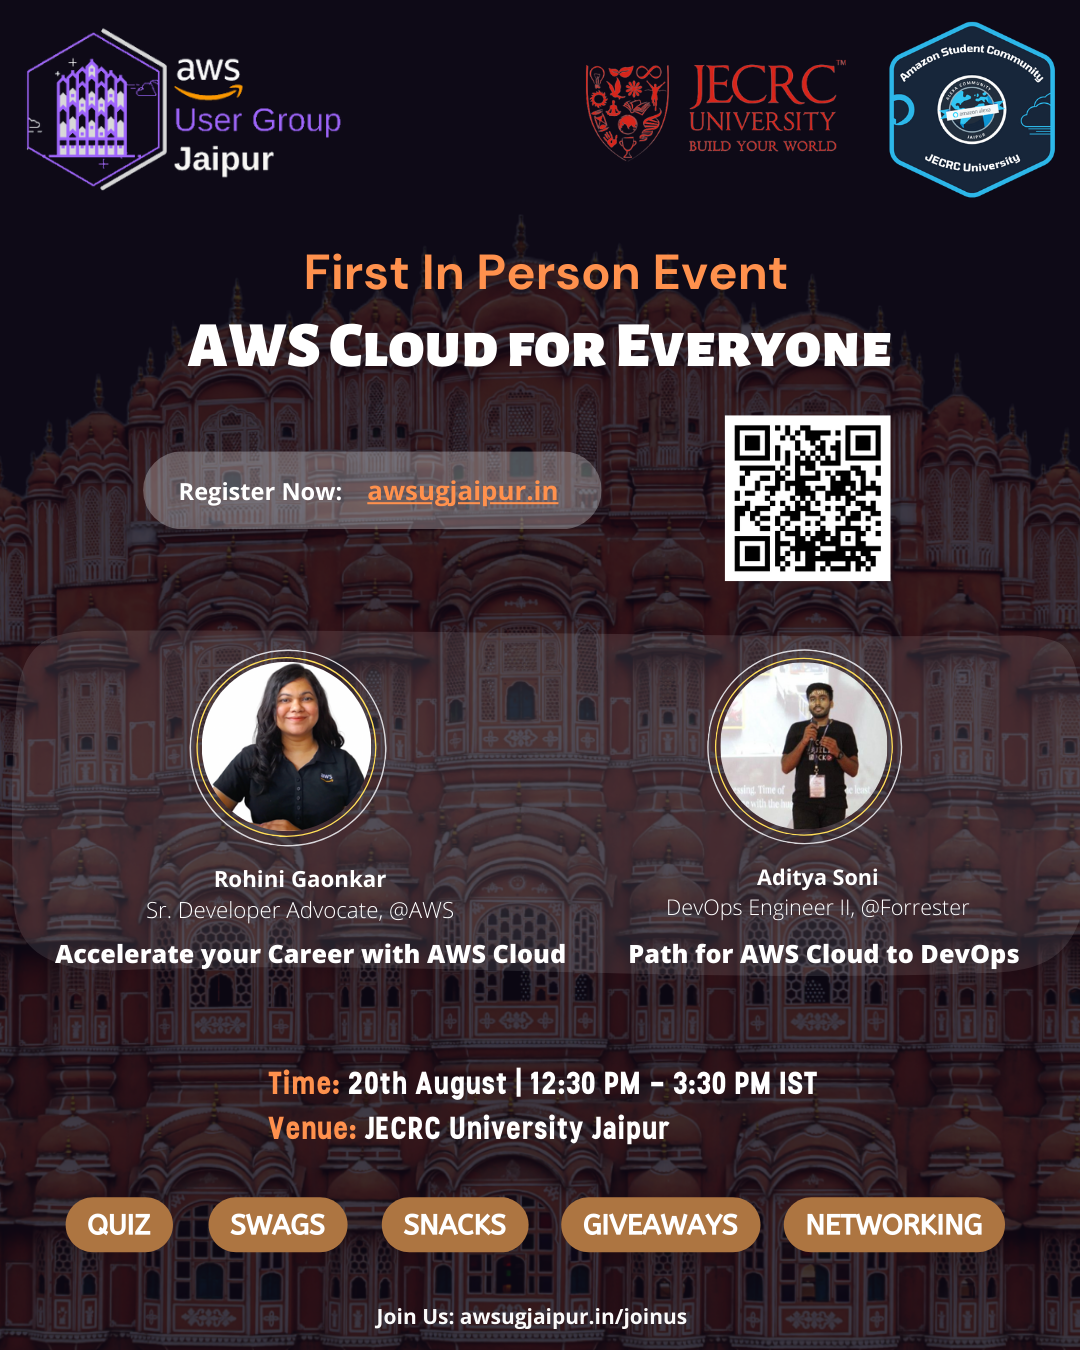 aws
User Group
Jaipur
JECRC™
UNIVERSITY
BUILD YOUR WORLD
Amazon Student Community
JAIPUR
JECRC University
First In Person Event
AWS Cloud for Everyone
Register Now: awsugjaipur.in
aws
Rohini Gaonkar
Sr. Developer Advocate, @AWS
Accelerate your Career with AWS Cloud
Aditya Soni
DevOps Engineer II, @Forrester
Path for AWS Cloud to DevOps
Time: 20th August | 12:30 PM - 3:30 PM IST
Venue: JECRC University Jaipur
QUIZ
SWAGS
SNACKS
GIVEAWAYS
NETWORKING
Join Us: awsugjaipur.in/joinus